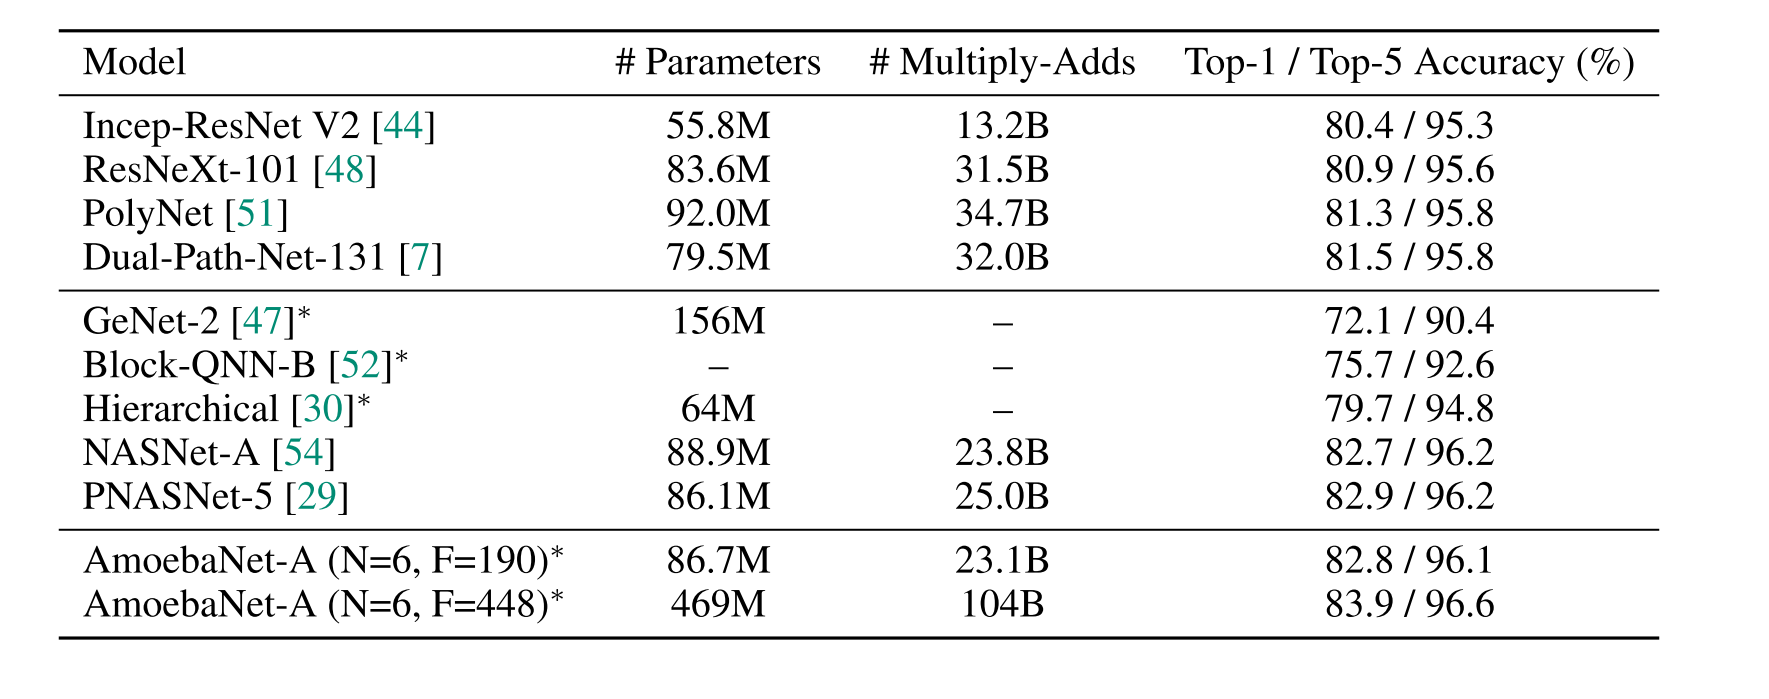 Model # Parameters # Multiply-Adds Top-1 / Top-5 Accuracy (%)
Incep-ResNet V2 [44] 55.8M 13.2B 80.4 / 95.3
ResNeXt-101 [48] 83.6M 31.5B 80.9 / 95.6
PolyNet [51] 92.0M 34.7B 81.3 / 95.8
Dual-Path-Net-131 [7] 79.5M 32.0B 81.5 / 95.8
GeNet-2 [47]* 156M – – 72.1 / 90.4
Block-QNN-B [52]* – – 75.7 / 92.6
Hierarchical [30]* 64M – 79.7 / 94.8
NASNet-A [54] 88.9M 23.8B 82.7 / 96.2
PNASNet-5 [29] 86.1M 25.0B 82.9 / 96.2
AmoebaNet-A (N=6, F=190)* 86.7M 23.1B 82.8 / 96.1
AmoebaNet-A (N=6, F=448)* 469M 104B 83.9 / 96.6